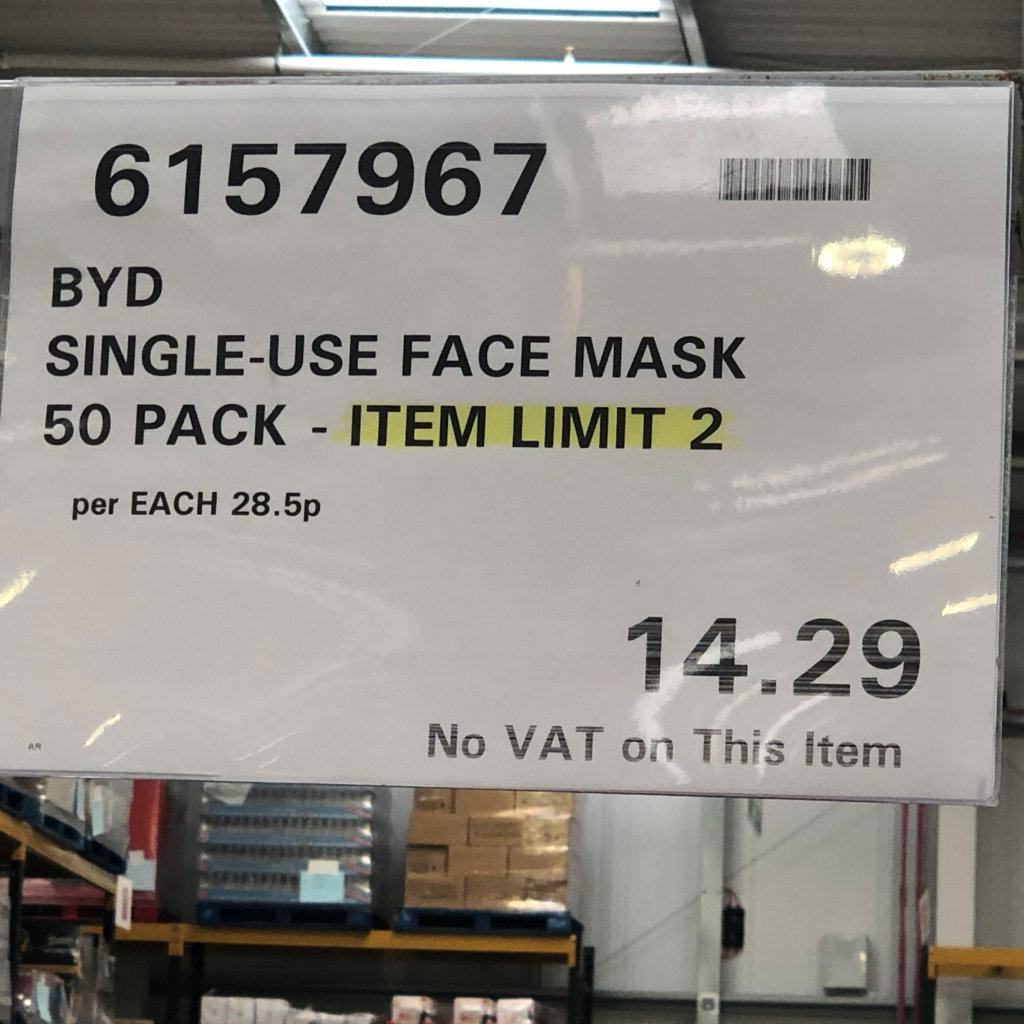 6157967
BYD
SINGLE-USE FACE MASK
50 PACK - ITEM LIMIT 2
per EACH 28.5p
14.29
No VAT on This Item
AR